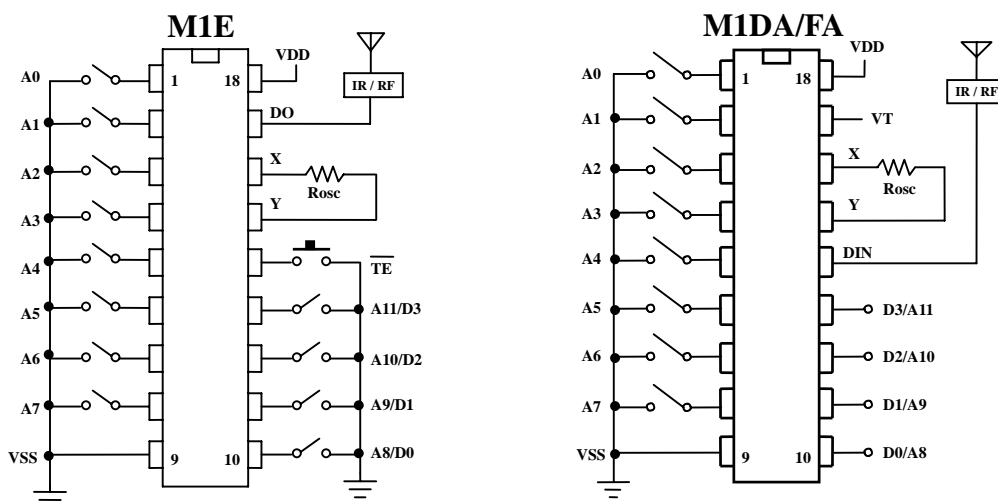 M1E
A0
1
18
VDD
IR / RF
A1
DO
A2
X
Rosc
A3
Y
A4
TE
A5
A11/D3
A6
A10/D2
A7
A9/D1
VSS
9
10
A8/D0
M1DA/FA
A0
1
18
VDD
IR / RF
A1
VT
A2
X
Rosc
A3
Y
A4
DIN
A5
D3/A11
A6
D2/A10
A7
D1/A9
VSS
9
10
D0/A8